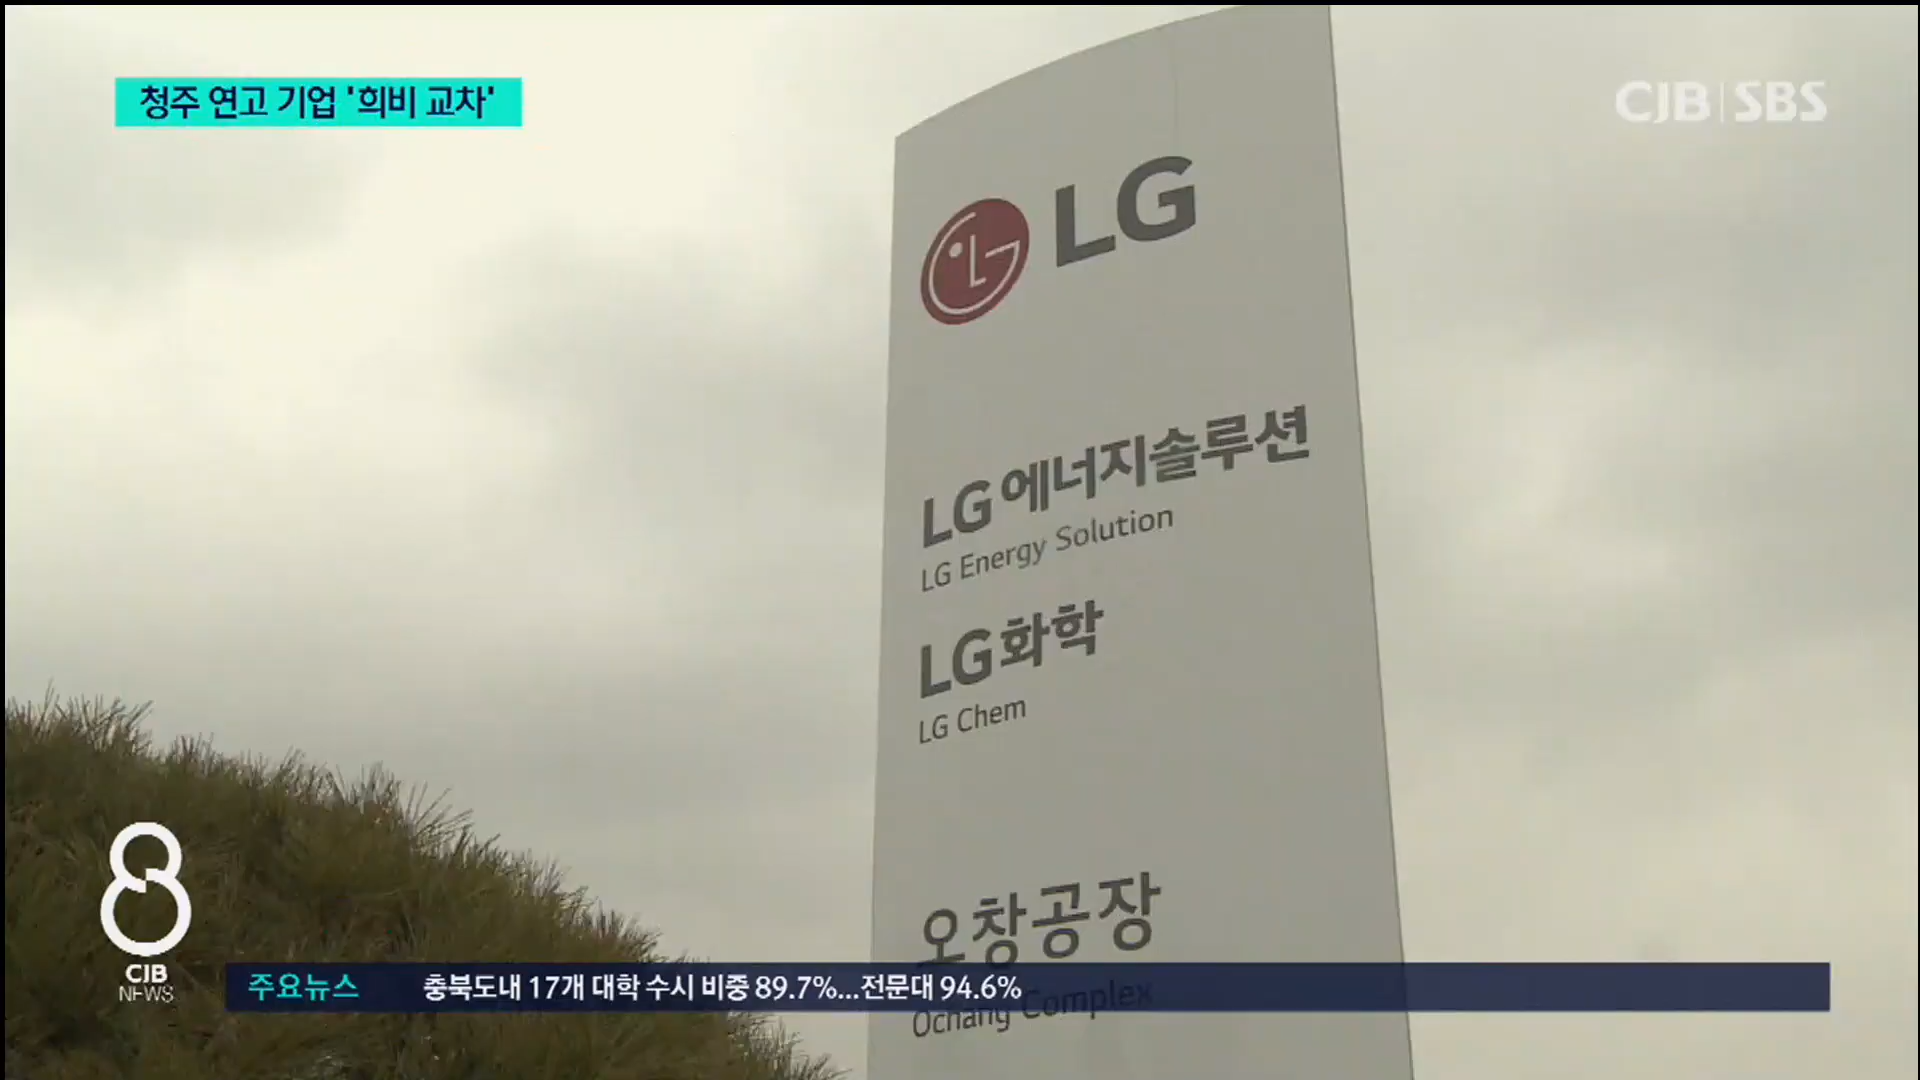 청주 연고 기업 '희비 교차'
CJB SBS
LG
LG에너지솔루션
LG Energy Solution
LG화학
LG Chem
오창공장
Ochang Complex
8
CJB
NEWS
주요뉴스 충북도내 17개 대학 수시 비중 89.7%...전문대 94.6%